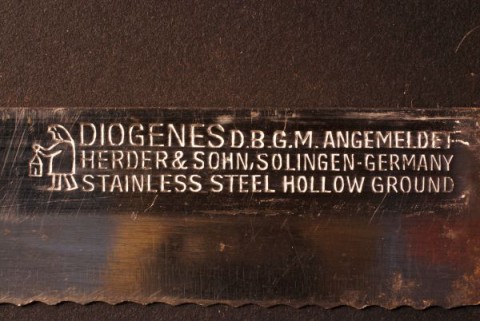 DIOGENES D.B.G.M. ANGEMELDET
HERDER & SOHN, SOLINGEN-GERMANY
STAINLESS STEEL HOLLOW GROUND